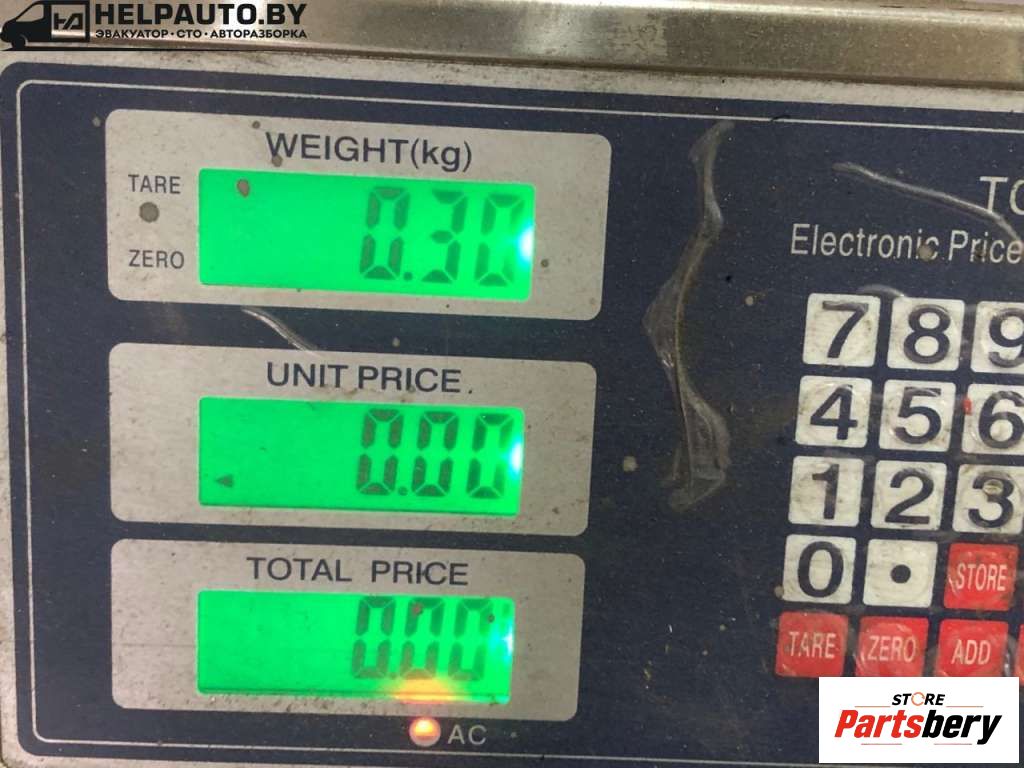 HELPAUTO.BY
ЭВАКУАТОР · СТО · АВТОРАЗБОРКА
WEIGHT(kg)
TARE
0.30
ZERO
Electronic Price
UNIT PRICE
0.00
TOTAL PRICE
0.00
AC
7 8 9
4 5 6
1 2 3
0 . STORE
TARE ZERO ADD
STORE
Partsbery